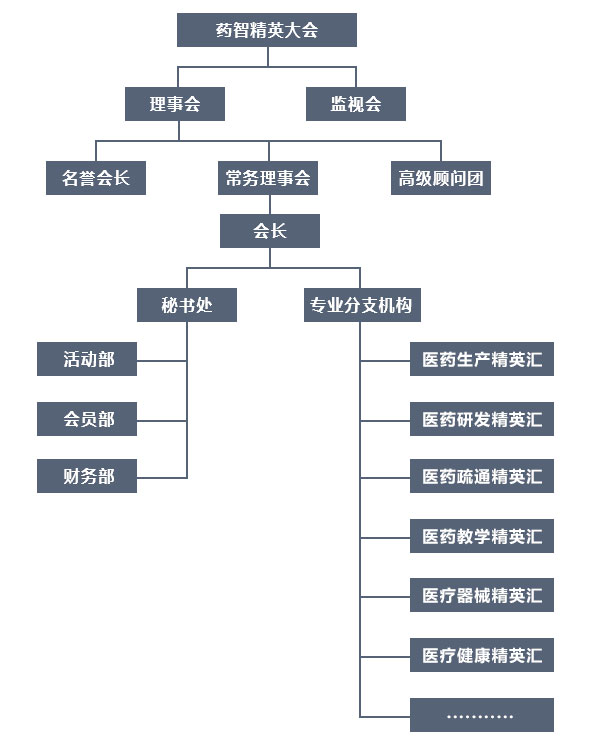 药智精英大会
理事会
监视会
名誉会长
常务理事会
高级顾问团
会长
秘书处
专业分支机构
活动部
医药生产精英汇
会员部
医药研发精英汇
财务部
医药疏通精英汇
医药教学精英汇
医疗器械精英汇
医疗健康精英汇
…………